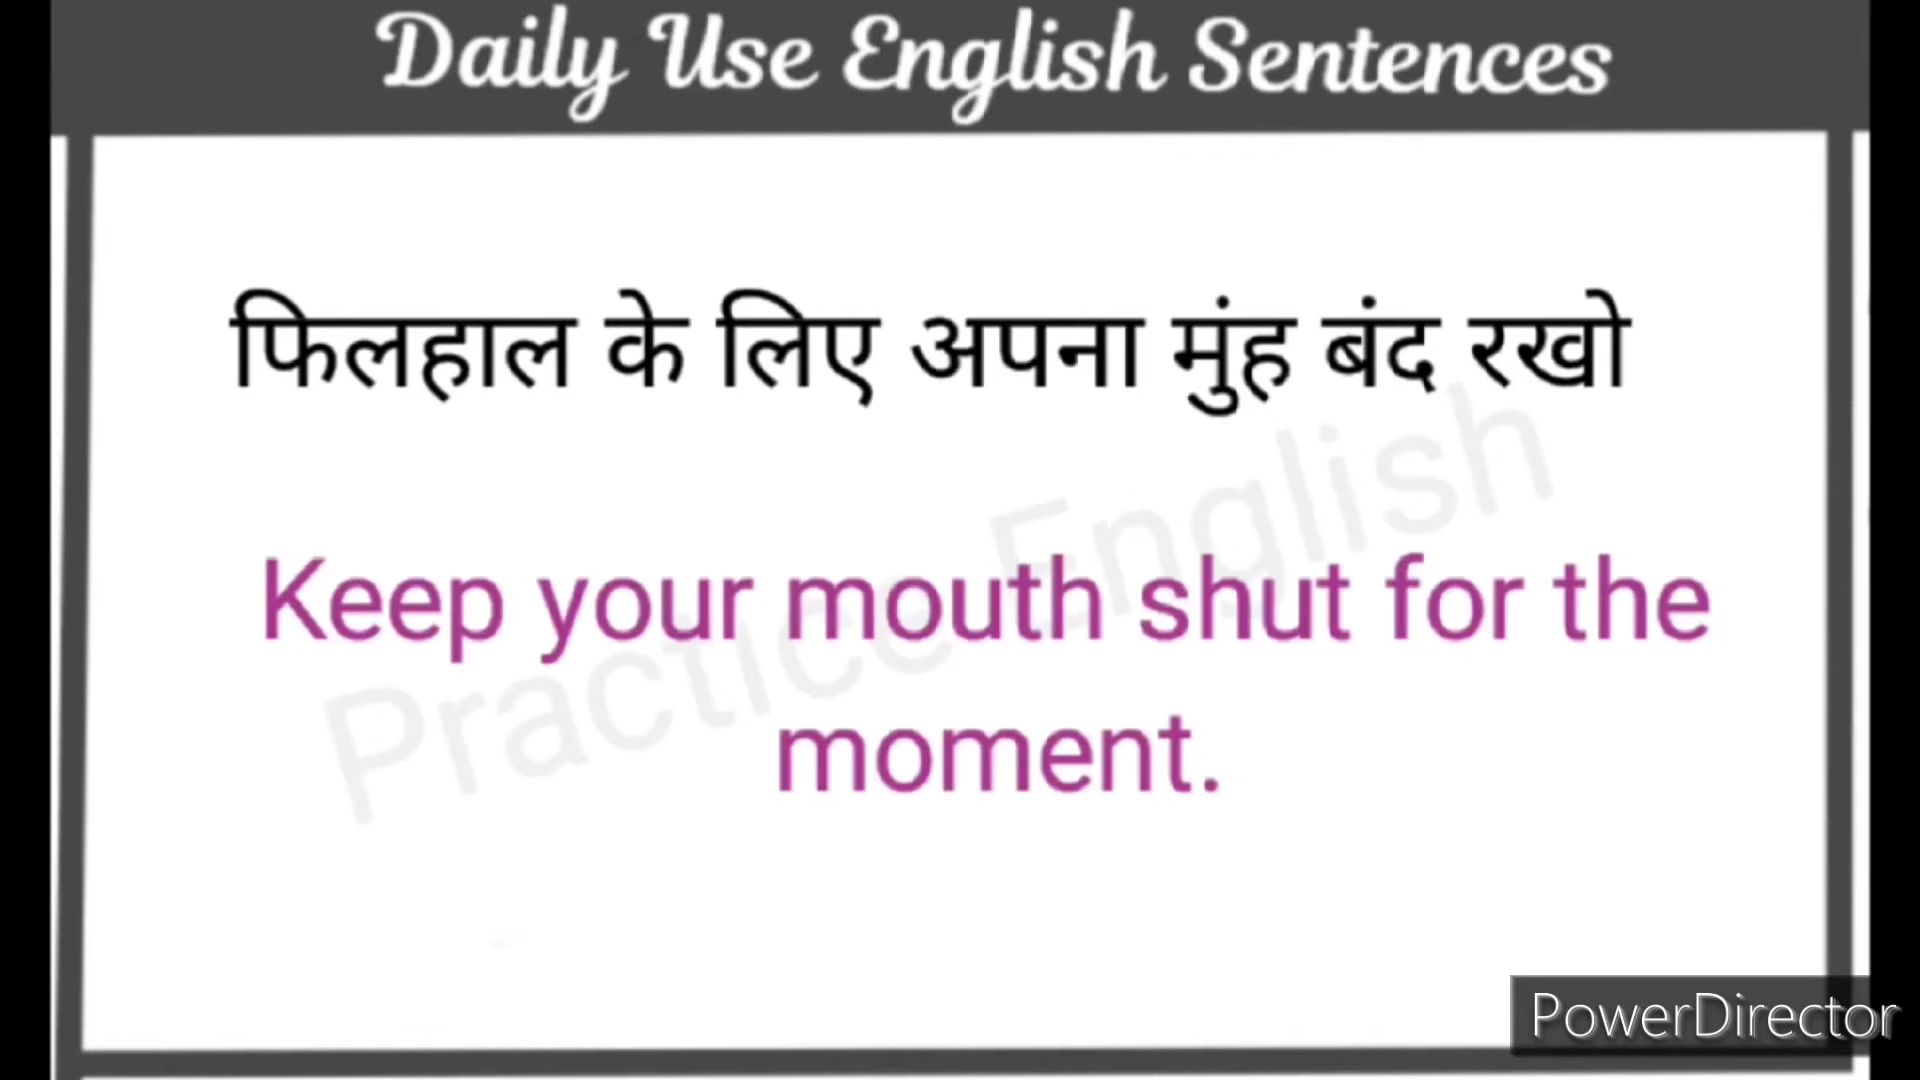 Daily Use English Sentences
फिलहाल के लिए अपना मुंह बंद रखो
Keep your mouth shut for the
moment.
Practice English
PowerDirector